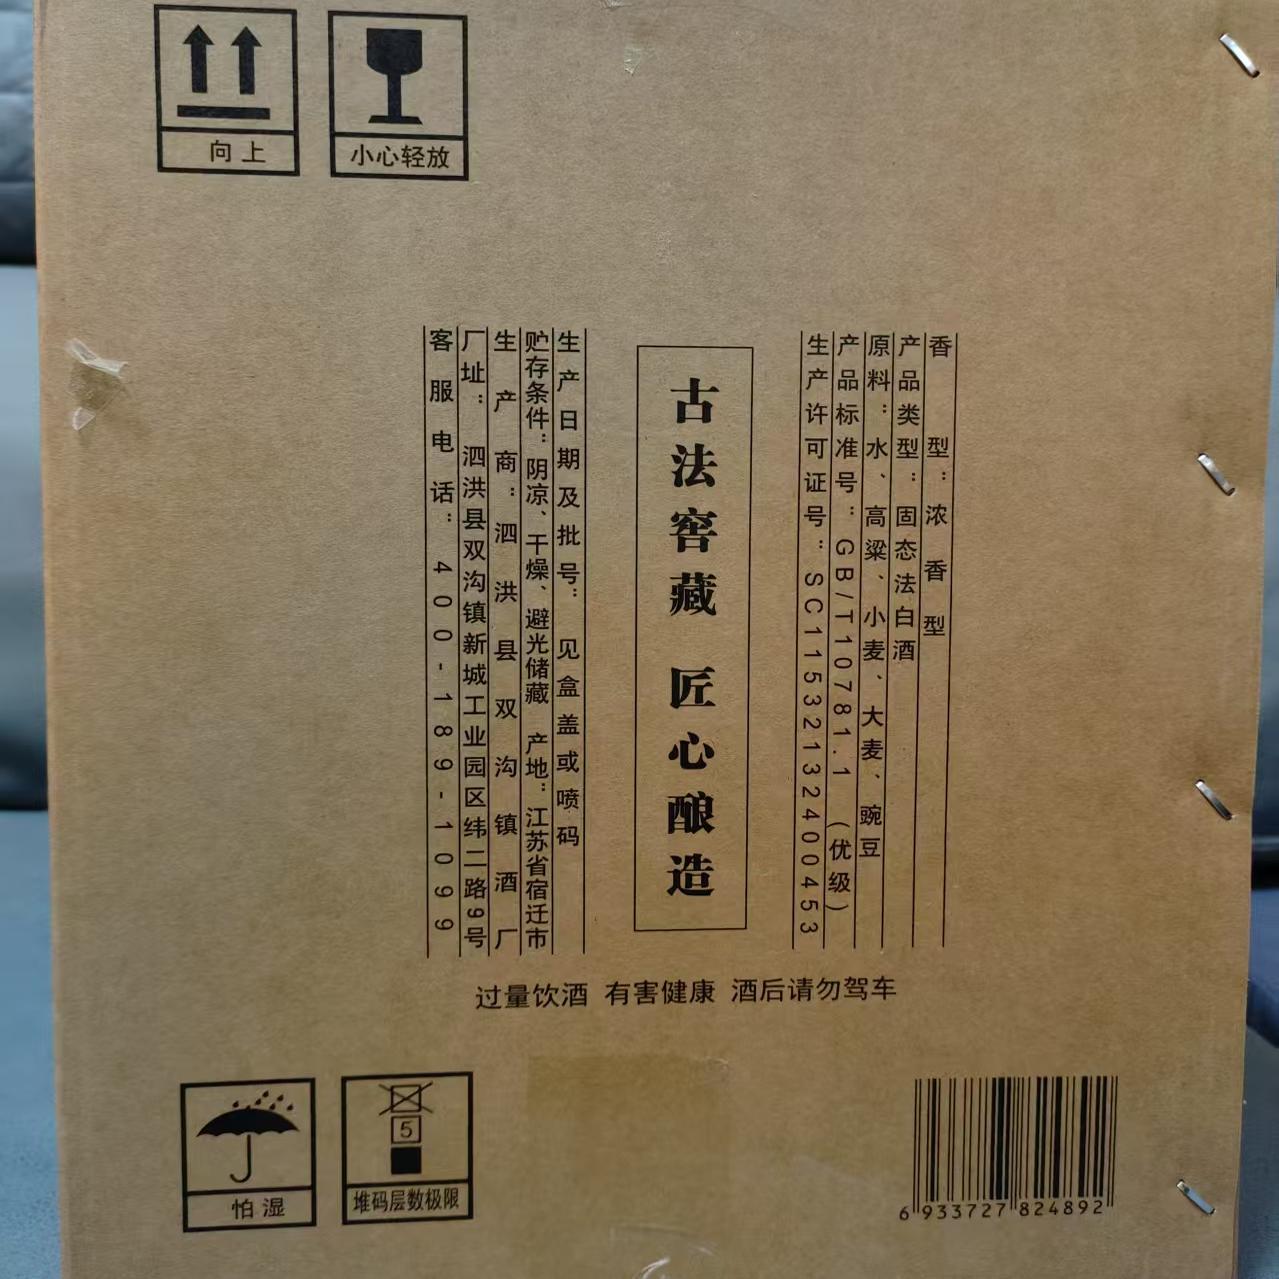 向上
小心轻放
香型：浓香型
产品类型：固态法白酒
原料：水、高粱、小麦、大麦、豌豆
产品标准号：GB/T10781.1（优级）
生产许可证号：SC11532132400453
古法窖藏 匠心酿造
生产日期及批号：见盒盖或喷码
贮存条件：阴凉、干燥、避光储藏 产地：江苏省宿迁市
生产商：泗洪县双沟镇酒厂
厂址：泗洪县双沟镇新城工业园区纬二路9号
客服电话：400-189-1099
过量饮酒 有害健康 酒后请勿驾车
怕湿
5
堆码层数极限
6 933727 824892